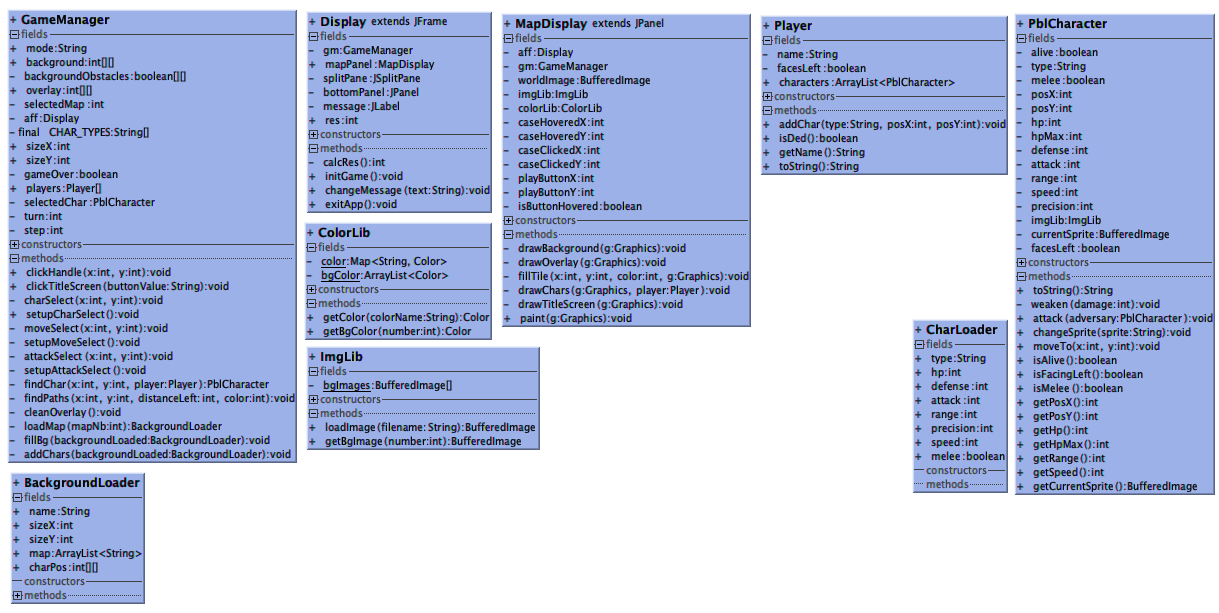 + GameManager
fields
+ mode:String
+ background:int[][]
- backgroundObstacles:boolean[][]
+ overlay:int[][]
- selectedMap:int
- aff:Display
- final CHAR_TYPES:String[]
+ sizeX:int
+ sizeY:int
- gameOver:boolean
+ players:Player[]
- selectedChar:PblCharacter
- turn:int
- step:int
constructors
methods
+ clickHandle(x:int, y:int):void
+ clickTitleScreen(buttonValue:String):void
- charSelect(x:int, y:int):void
+ setupCharSelect():void
- moveSelect(x:int, y:int):void
- setupMoveSelect():void
- attackSelect(x:int, y:int):void
- setupAttackSelect():void
- findChar(x:int, y:int, player:Player):PblCharacter
- findPaths(x:int, y:int, distanceLeft:int, color:int):void
- cleanOverlay():void
- loadMap(mapNb:int):BackgroundLoader
- fillBg(backgroundLoaded:BackgroundLoader):void
- addChars(backgroundLoaded:BackgroundLoader):void
+ BackgroundLoader
fields
+ name:String
+ sizeX:int
+ sizeY:int
+ map:ArrayList<String>
+ charPos:int[][]
constructors
methods
+ Display extends JFrame
fields
- gm:GameManager
+ mapPanel:MapDisplay
- splitPane:JSplitPane
- bottomPanel:JPanel
- message:JLabel
+ res:int
constructors
methods
- calcRes():int
+ initGame():void
+ changeMessage(text:String):void
+ exitApp():void
+ ColorLib
fields
- color:Map<String, Color>
- bgColor:ArrayList<Color>
constructors
methods
+ getColor(colorName:String):Color
+ getBgColor(number:int):Color
+ ImgLib
fields
- bgImages:BufferedImage[]
constructors
methods
+ loadImage(filename:String):BufferedImage
+ getBgImage(number:int):BufferedImage
+ MapDisplay extends JPanel
fields
- aff:Display
- gm:GameManager
- worldImage:BufferedImage
- imgLib:ImgLib
- colorLib:ColorLib
- caseHoveredX:int
- caseHoveredY:int
- caseClickedX:int
- caseClickedY:int
- playButtonX:int
- playButtonY:int
- isButtonHovered:boolean
constructors
methods
- drawBackground(g:Graphics):void
- drawOverlay(g:Graphics):void
- fillTile(x:int, y:int, color:int, g:Graphics):void
- drawChars(g:Graphics, player:Player):void
- drawTitleScreen(g:Graphics):void
+ paint(g:Graphics):void
+ Player
fields
- name:String
- facesLeft:boolean
+ characters:ArrayList<PblCharacter>
constructors
methods
+ addChar(type:String, posX:int, posY:int):void
+ isDed():boolean
+ getName():String
+ toString():String
+ CharLoader
fields
+ type:String
+ hp:int
+ defense:int
+ attack:int
+ range:int
+ precision:int
+ speed:int
+ melee:boolean
constructors
methods
+ PblCharacter
fields
- alive:boolean
- type:String
- melee:boolean
- posX:int
- posY:int
- hp:int
- hpMax:int
- defense:int
- attack:int
- range:int
- speed:int
- precision:int
- imgLib:ImgLib
- currentSprite:BufferedImage
- facesLeft:boolean
constructors
methods
+ toString():String
- weaken(damage:int):void
+ attack(adversary:PblCharacter):void
+ changeSprite(sprite:String):void
+ moveTo(x:int, y:int):void
+ isAlive():boolean
+ isFacingLeft():boolean
+ isMelee():boolean
+ getPosX():int
+ getPosY():int
+ getHp():int
+ getHpMax():int
+ getRange():int
+ getSpeed():int
+ getCurrentSprite():BufferedImage